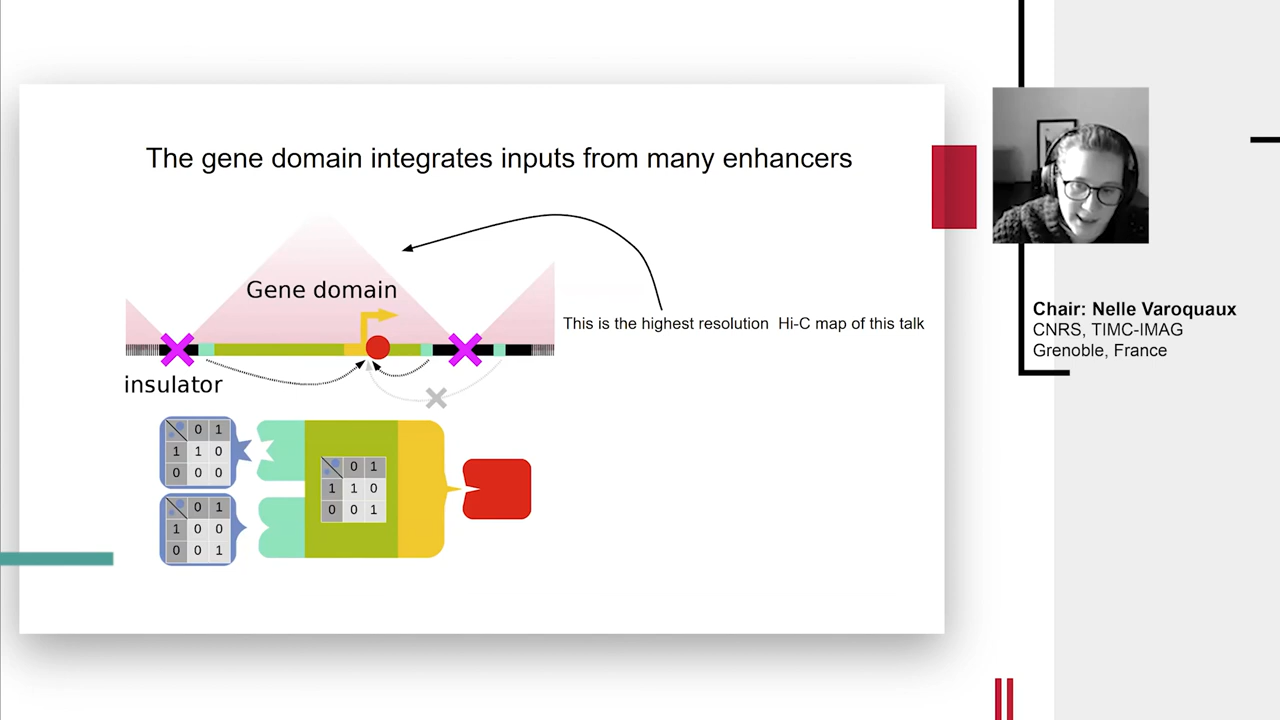 The gene domain integrates inputs from many enhancers
Gene domain
This is the highest resolution Hi-C map of this talk
insulator
0 1
1 1 0
0 0 0
0 1
1 0 0
0 0 1
0 1
1 1 0
0 0 1
Chair: Nelle Varoquaux
CNRS, TIMC-IMAG
Grenoble, France